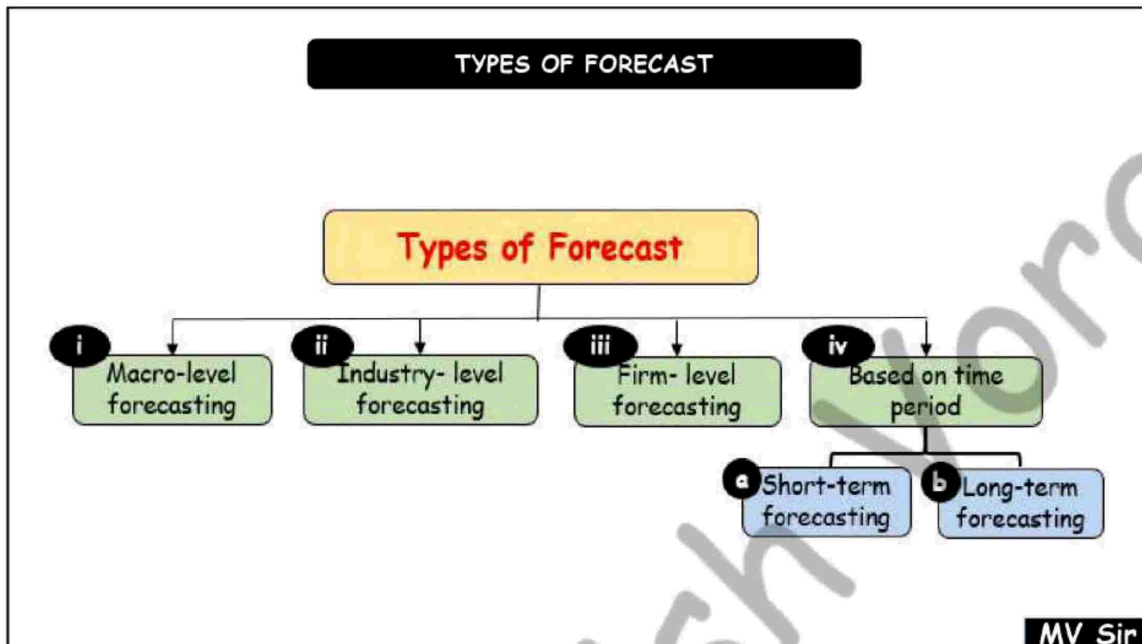 TYPES OF FORECAST
Types of Forecast
i
Macro-level
forecasting
ii
Industry- level
forecasting
iii
Firm- level
forecasting
iv
Based on time
period
a
Short-term
forecasting
b
Long-term
forecasting
MV Sir